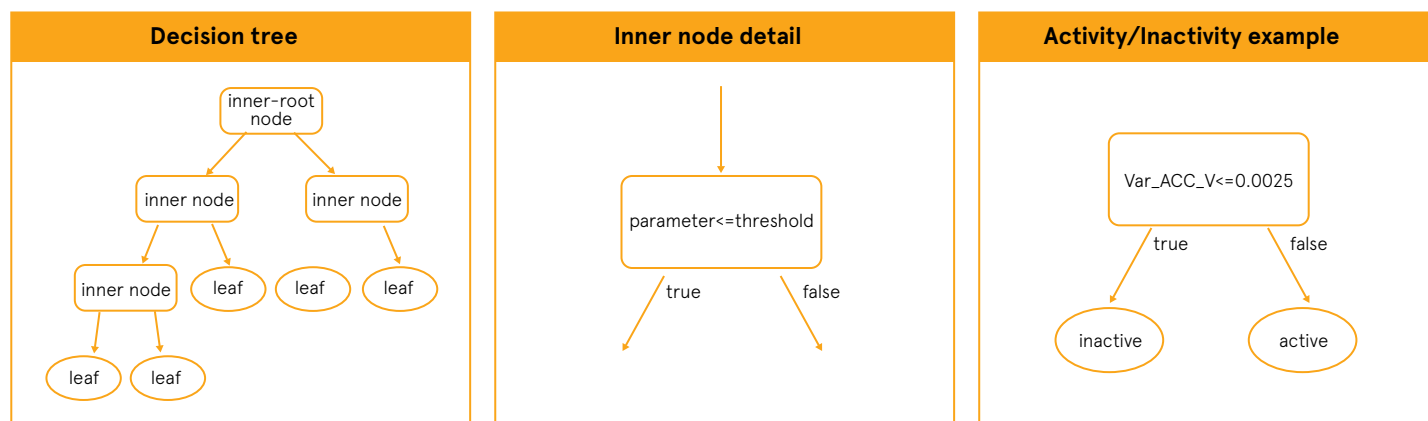 Decision tree
inner-root
node
inner node
inner node
inner node
leaf
leaf
leaf
leaf
leaf
Inner node detail
parameter<=threshold
true
false
Activity/Inactivity example
Var_ACC_V<=0.0025
true
false
inactive
active